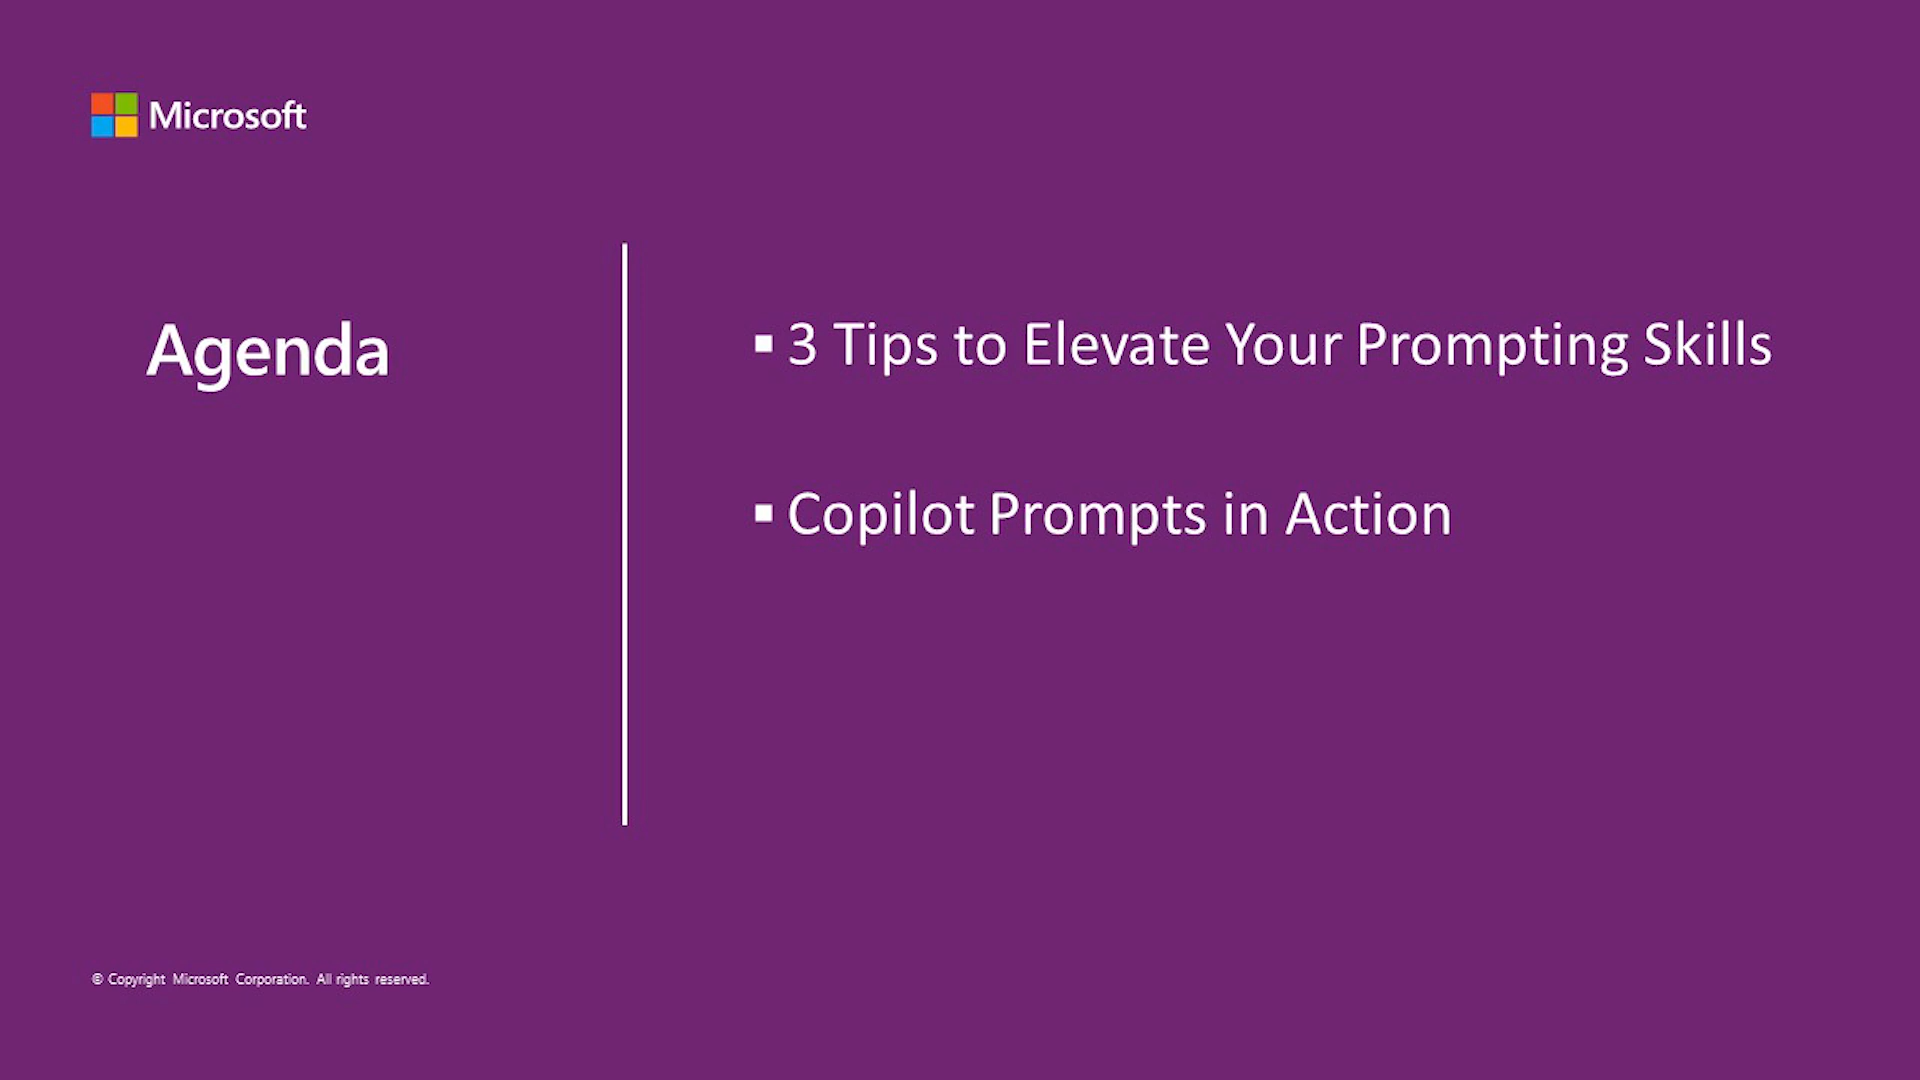 Microsoft
Agenda
▪ 3 Tips to Elevate Your Prompting Skills
▪ Copilot Prompts in Action
© Copyright Microsoft Corporation. All rights reserved.